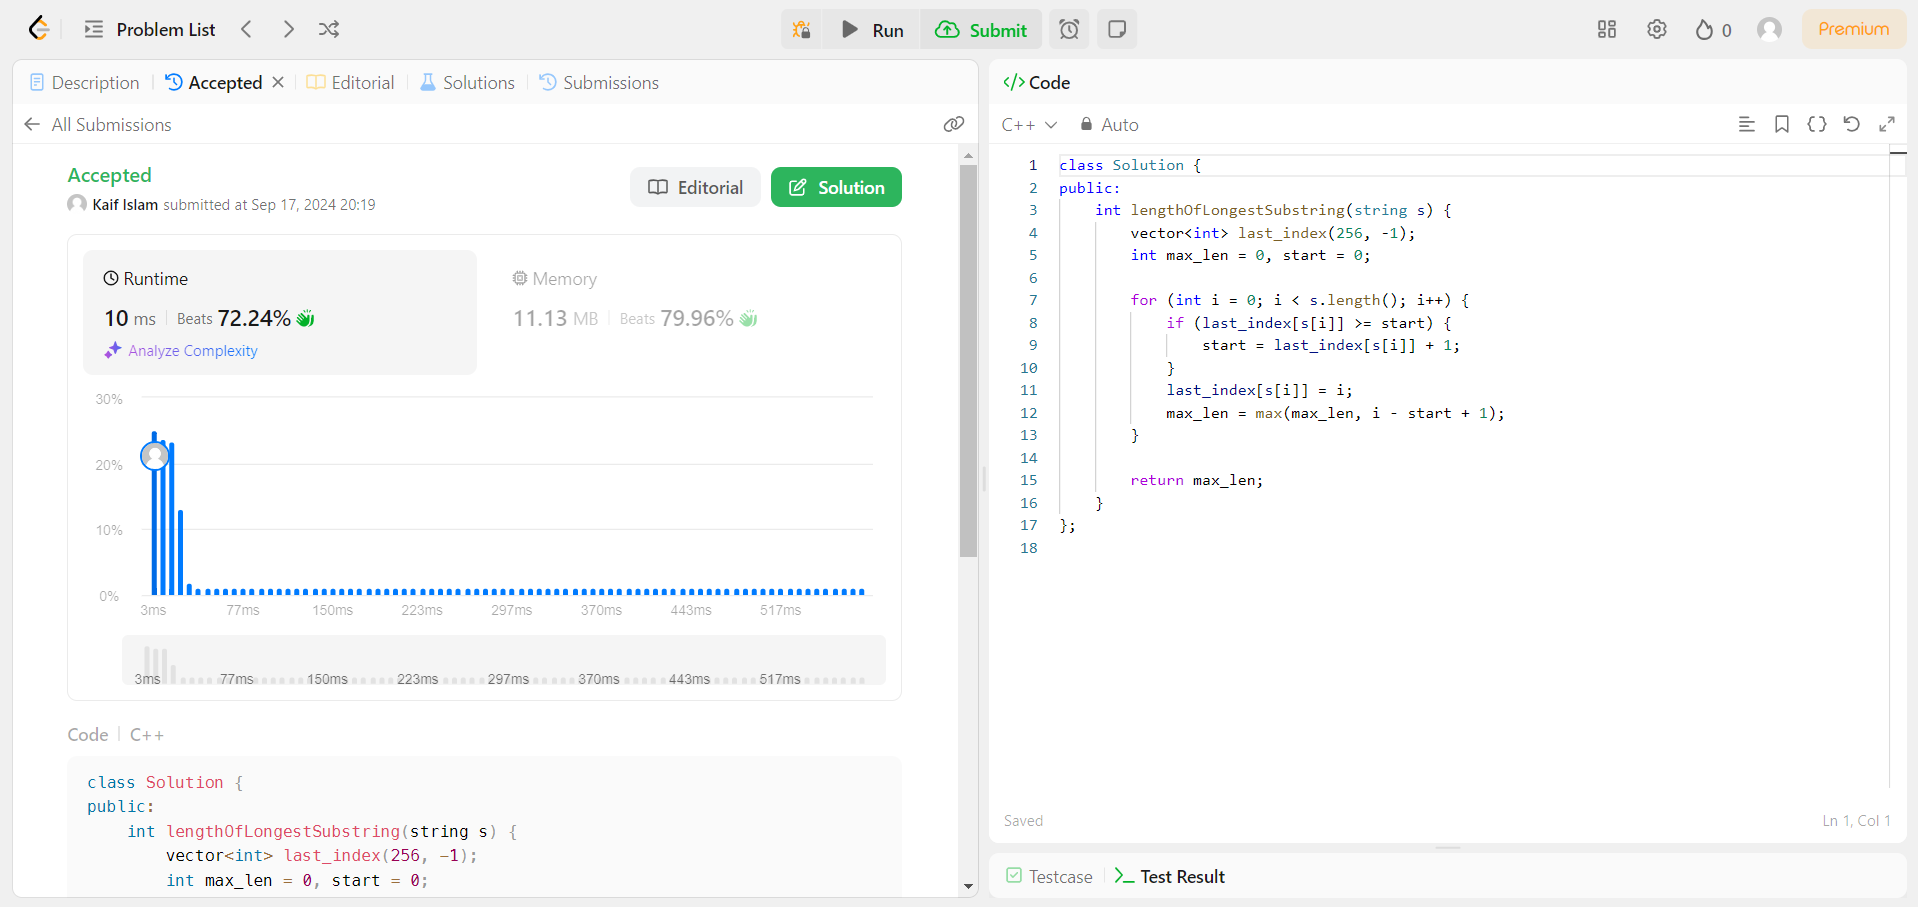 Problem List
Run
Submit
0
Premium
Description
Accepted
Editorial
Solutions
Submissions
All Submissions
Accepted
Kaif Islam submitted at Sep 17, 2024 20:19
Editorial
Solution
Runtime
10 ms
Beats 72.24%
Analyze Complexity
Memory
11.13 MB
Beats 79.96%
30%
20%
10%
0%
3ms 77ms 150ms 223ms 297ms 370ms 443ms 517ms
3ms 77ms 150ms 223ms 297ms 370ms 443ms 517ms
Code C++
class Solution {
public:
    int lengthOfLongestSubstring(string s) {
        vector<int> last_index(256, -1);
        int max_len = 0, start = 0;
</> Code
C++
Auto
1 class Solution {
2 public:
3     int lengthOfLongestSubstring(string s) {
4         vector<int> last_index(256, -1);
5         int max_len = 0, start = 0;
6
7         for (int i = 0; i < s.length(); i++) {
8             if (last_index[s[i]] >= start) {
9                 start = last_index[s[i]] + 1;
10             }
11             last_index[s[i]] = i;
12             max_len = max(max_len, i - start + 1);
13         }
14
15         return max_len;
16     }
17 };
18
Saved
Ln 1, Col 1
Testcase
Test Result